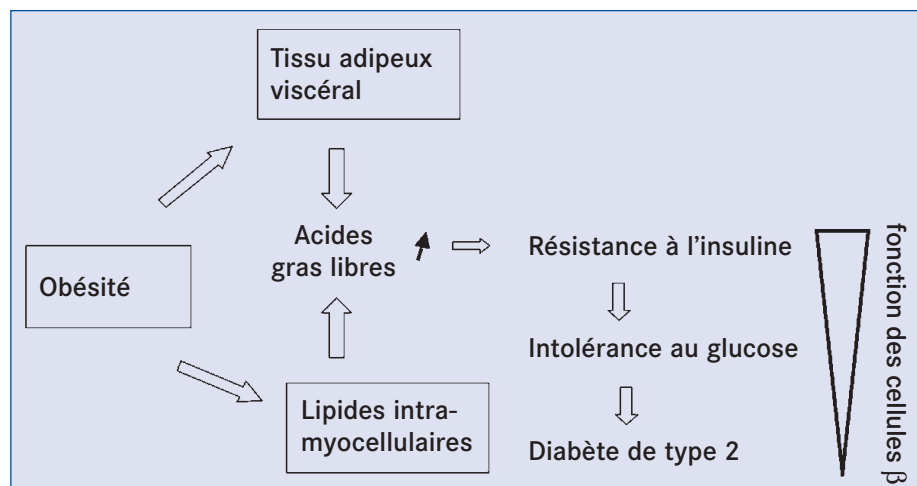 Tissu adipeux
viscéral
Obésité
Acides
gras libres
Lipides intra-
myocellulaires
Résistance à l'insuline
Intolérance au glucose
Diabète de type 2
fonction des cellules β